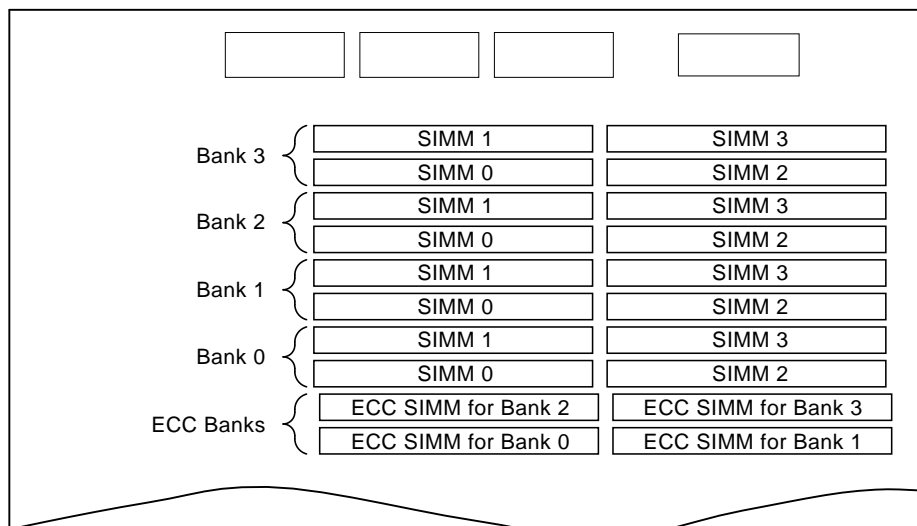 Bank 3
SIMM 1 SIMM 3
SIMM 0 SIMM 2
Bank 2
SIMM 1 SIMM 3
SIMM 0 SIMM 2
Bank 1
SIMM 1 SIMM 3
SIMM 0 SIMM 2
Bank 0
SIMM 1 SIMM 3
SIMM 0 SIMM 2
ECC Banks
ECC SIMM for Bank 2 ECC SIMM for Bank 3
ECC SIMM for Bank 0 ECC SIMM for Bank 1